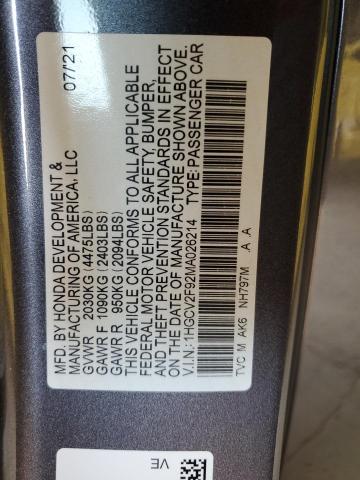 MFD. BY HONDA DEVELOPMENT & 07/21
MANUFACTURING OF AMERICA, LLC
GVWR 2030KG (4475LBS)
GAWR F 1090KG (2403LBS)
GAWR R 950KG (2094LBS)
THIS VEHICLE CONFORMS TO ALL APPLICABLE
FEDERAL MOTOR VEHICLE SAFETY, BUMPER,
AND THEFT PREVENTION STANDARDS IN EFFECT
ON THE DATE OF MANUFACTURE SHOWN ABOVE.
V.I.N: 1HGCV2F92MA026214 TYPE: PASSENGER CAR
TVC M AK6 NH797M .A .A
VE